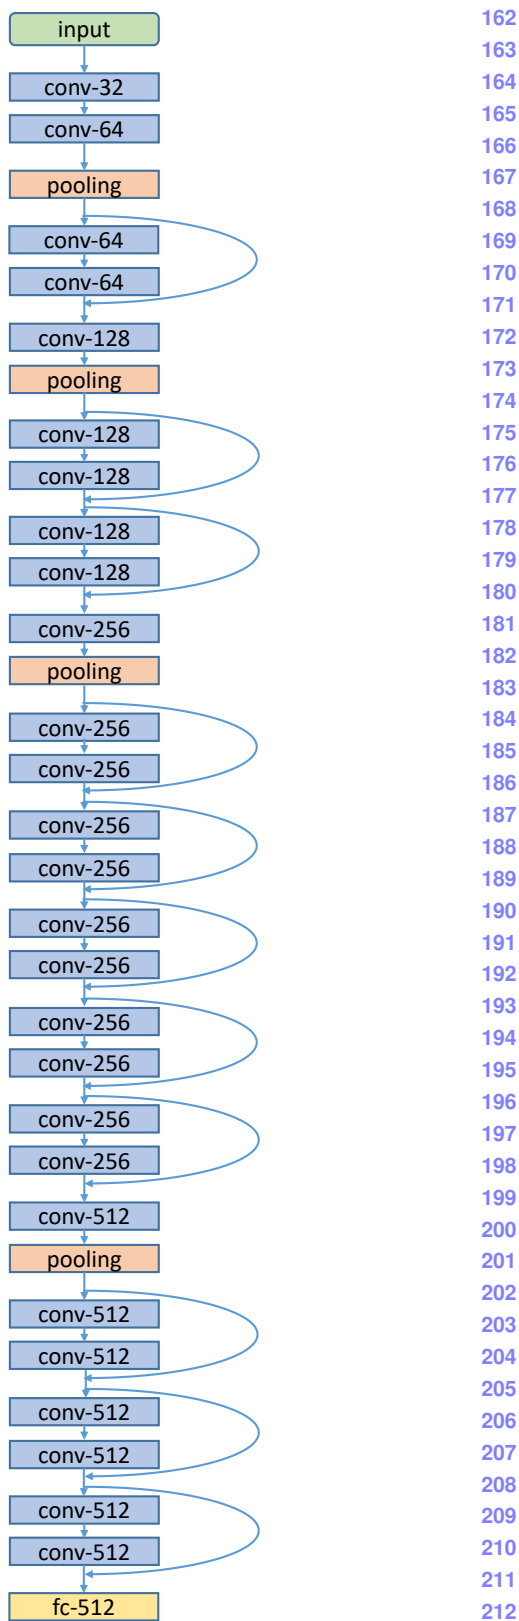 input
conv-32
conv-64
pooling
conv-64
conv-64
conv-128
pooling
conv-128
conv-128
conv-128
conv-128
conv-256
pooling
conv-256
conv-256
conv-256
conv-256
conv-256
conv-256
conv-256
conv-256
conv-256
conv-256
conv-512
pooling
conv-512
conv-512
conv-512
conv-512
conv-512
conv-512
fc-512
162
163
164
165
166
167
168
169
170
171
172
173
174
175
176
177
178
179
180
181
182
183
184
185
186
187
188
189
190
191
192
193
194
195
196
197
198
199
200
201
202
203
204
205
206
207
208
209
210
211
212